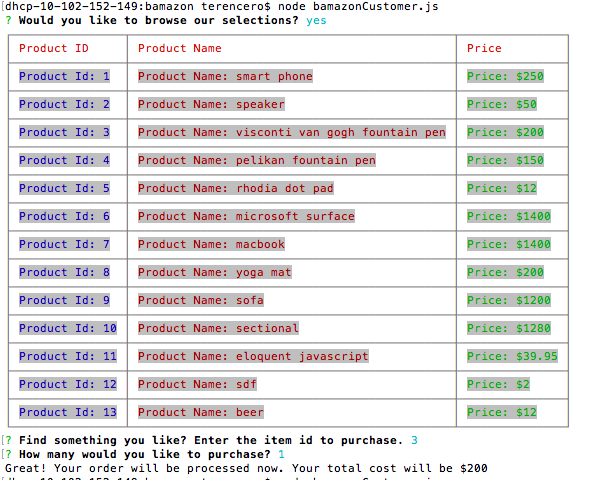 [dhcp-10-102-152-149:bamazon terencero$ node bamazonCustomer.js
? Would you like to browse our selections? yes
Product ID Product Name Price
Product Id: 1 Product Name: smart phone Price: $250
Product Id: 2 Product Name: speaker Price: $50
Product Id: 3 Product Name: visconti van gogh fountain pen Price: $200
Product Id: 4 Product Name: pelikan fountain pen Price: $150
Product Id: 5 Product Name: rhodia dot pad Price: $12
Product Id: 6 Product Name: microsoft surface Price: $1400
Product Id: 7 Product Name: macbook Price: $1400
Product Id: 8 Product Name: yoga mat Price: $200
Product Id: 9 Product Name: sofa Price: $1200
Product Id: 10 Product Name: sectional Price: $1280
Product Id: 11 Product Name: eloquent javascript Price: $39.95
Product Id: 12 Product Name: sdf Price: $2
Product Id: 13 Product Name: beer Price: $12
[? Find something you like? Enter the item id to purchase. 3
[? How many would you like to purchase? 1
Great! Your order will be processed now. Your total cost will be $200